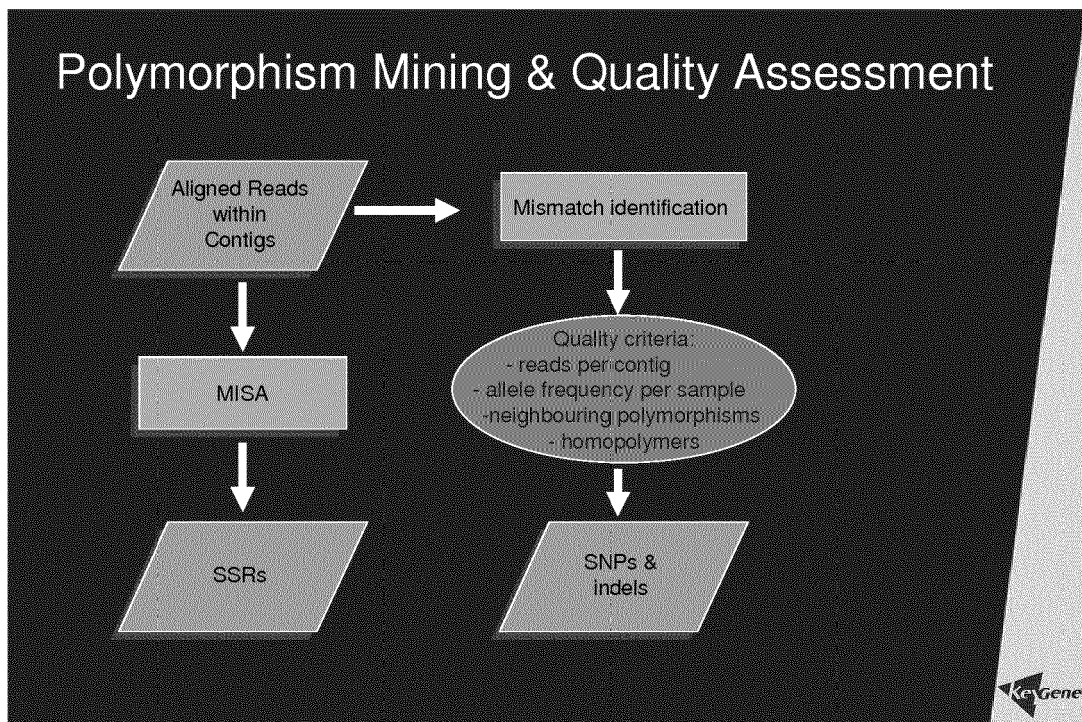 Polymorphism Mining & Quality Assessment
Aligned Reads
within
Contigs
Mismatch identification
MISA
Quality criteria:
- reads per contig
- allele frequency per sample
-neighbouring polymorphisms
- homopolymers
SSRs
SNPs &
indels
KeyGene